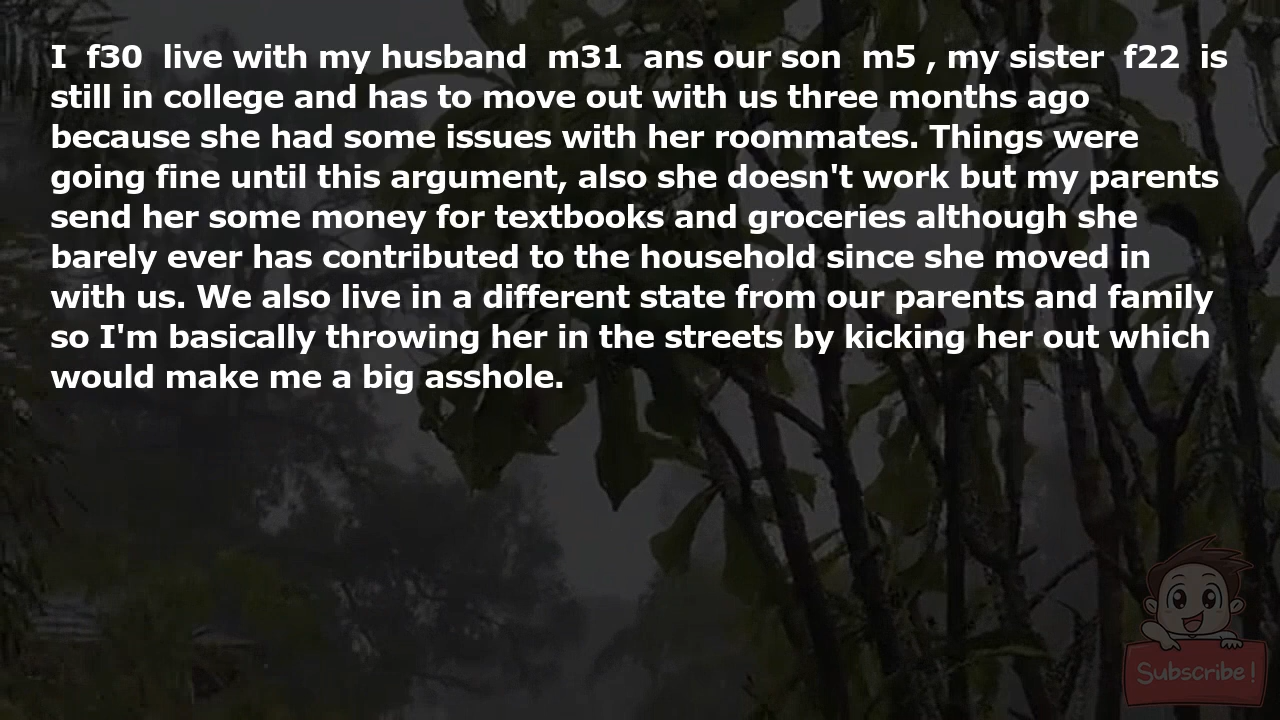 I f30 live with my husband m31 ans our son m5 , my sister f22 is
still in college and has to move out with us three months ago
because she had some issues with her roommates. Things were
going fine until this argument, also she doesn't work but my parents
send her some money for textbooks and groceries although she
barely ever has contributed to the household since she moved in
with us. We also live in a different state from our parents and family
so I'm basically throwing her in the streets by kicking her out which
would make me a big asshole.
Subscribe!